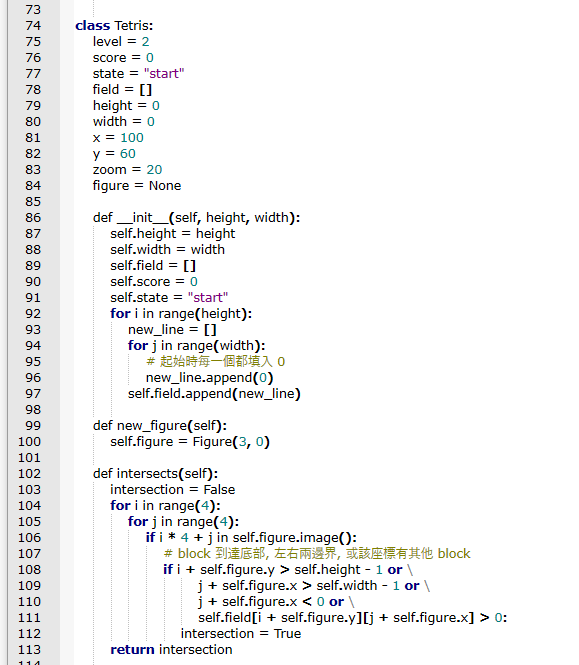 73
74 class Tetris:
75 level = 2
76 score = 0
77 state = "start"
78 field = []
79 height = 0
80 width = 0
81 x = 100
82 y = 60
83 zoom = 20
84 figure = None
85
86 def __init__(self, height, width):
87 self.height = height
88 self.width = width
89 self.field = []
90 self.score = 0
91 self.state = "start"
92 for i in range(height):
93 new_line = []
94 for j in range(width):
95 # 起始時每一個都填入 0
96 new_line.append(0)
97 self.field.append(new_line)
98
99 def new_figure(self):
100 self.figure = Figure(3, 0)
101
102 def intersects(self):
103 intersection = False
104 for i in range(4):
105 for j in range(4):
106 if i * 4 + j in self.figure.image():
107 # block 到達底部, 左右兩邊界, 或該座標有其他 block
108 if i + self.figure.y > self.height - 1 or \
109 j + self.figure.x > self.width - 1 or \
110 j + self.figure.x < 0 or \
111 self.field[i + self.figure.y][j + self.figure.x] > 0:
112 intersection = True
113 return intersection